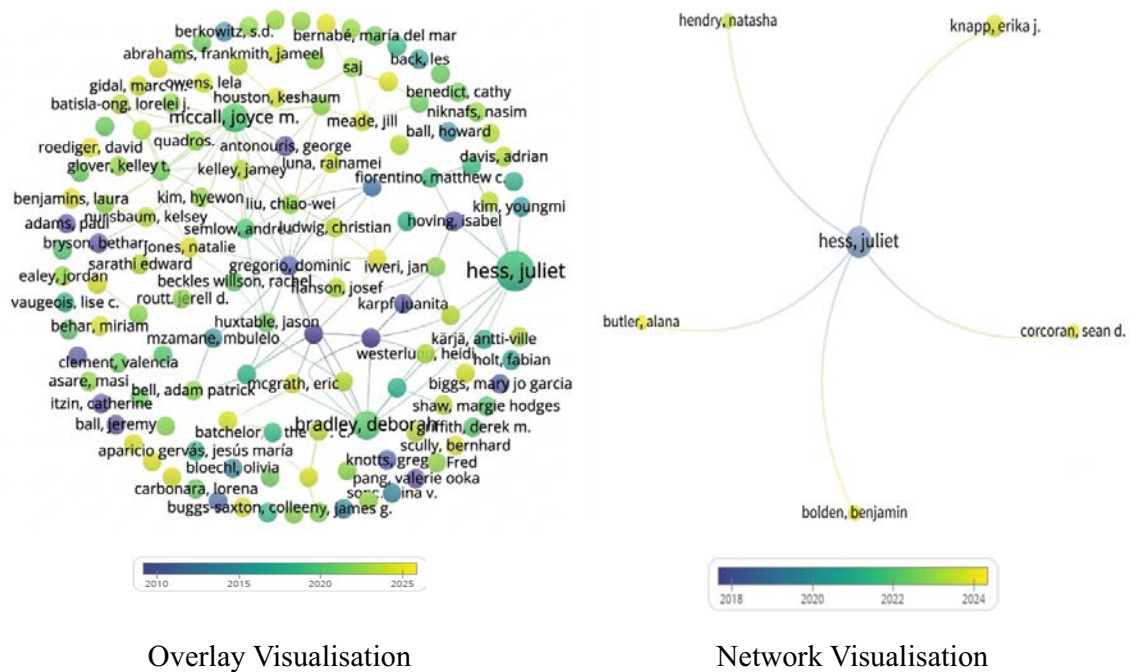 berkowitz, s.d.
bernabé, maría del mar
abrahams, frankmith, jameel
back, les
saj
gidal, marc m.
owens, lela
benedict, cathy
batisla-ong, lorelei j.
houston, keshaum
niknafs, nasim
mccall, joyce m.
meade, jill
ball, howard
roediger, david
quadros.
antonouris, george
davis, adrian
glover, kelley t.
kelley, jamey
luna, rainamei
fiorentino, matthew c.
benjamins, laura
kim, hyewon
liu, chiao-wei
kim, youngmi
adams, paul
nursbaum, kelsey
hoving, isabel
semlow, andre
ludwig, christian
bryson, bethar
jones, natalie
sarathi edward
gregorio, dominic
iwen, jan
hess, juliet
ealey, jordan
beckles willson, rachel
hanson, josef
karpf, juanita
vaugeois, lise c.
routt, jerell d.
behar, miriam
huxtable, jason
kärjä, antti-ville
mzamane, mbulelo
westerlund, heidi
holt, fabian
clement, valencia
asare, masi
bell, adam patrick
mcgrath, eric
biggs, mary jo garcia
itzin, catherine
shaw, margie hodges
ball, jeremy
bradley, deborah
griffith, derek m.
batchelor, the . c.
scully, bernhard
aparicio gervás, jesús maría
bloechl, olivia
knotts, greg
Fred
pang, valerie ooka
carbonara, lorena
ina v.
buggs-saxton, colleeny, james g.
2010 2015 2020 2025
Overlay Visualisation
hendry, natasha
knapp, erika j.
hess, juliet
butler, alana
corcoran, sean d.
bolden, benjamin
2018 2020 2022 2024
Network Visualisation